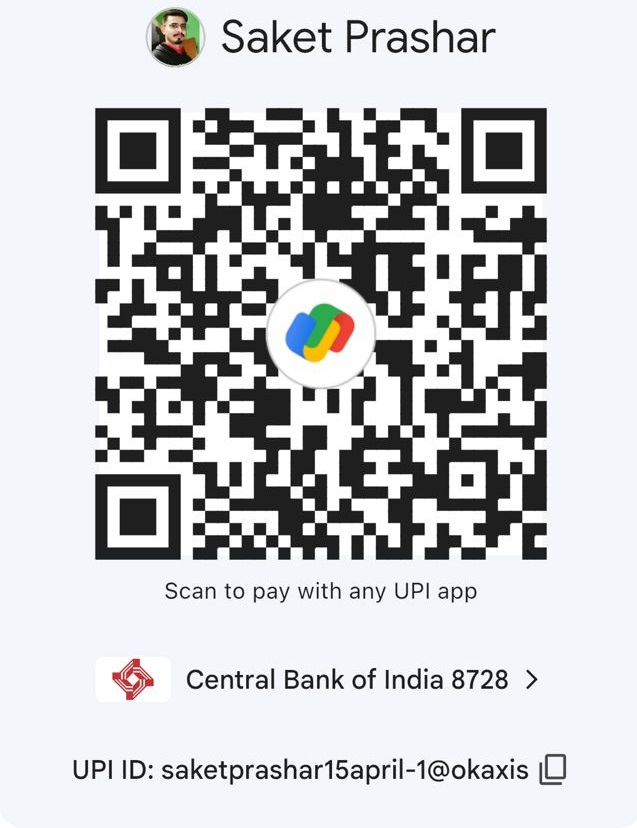 Saket Prashar
Scan to pay with any UPI app
Central Bank of India 8728
UPI ID: saketprashar15april-1@okaxis